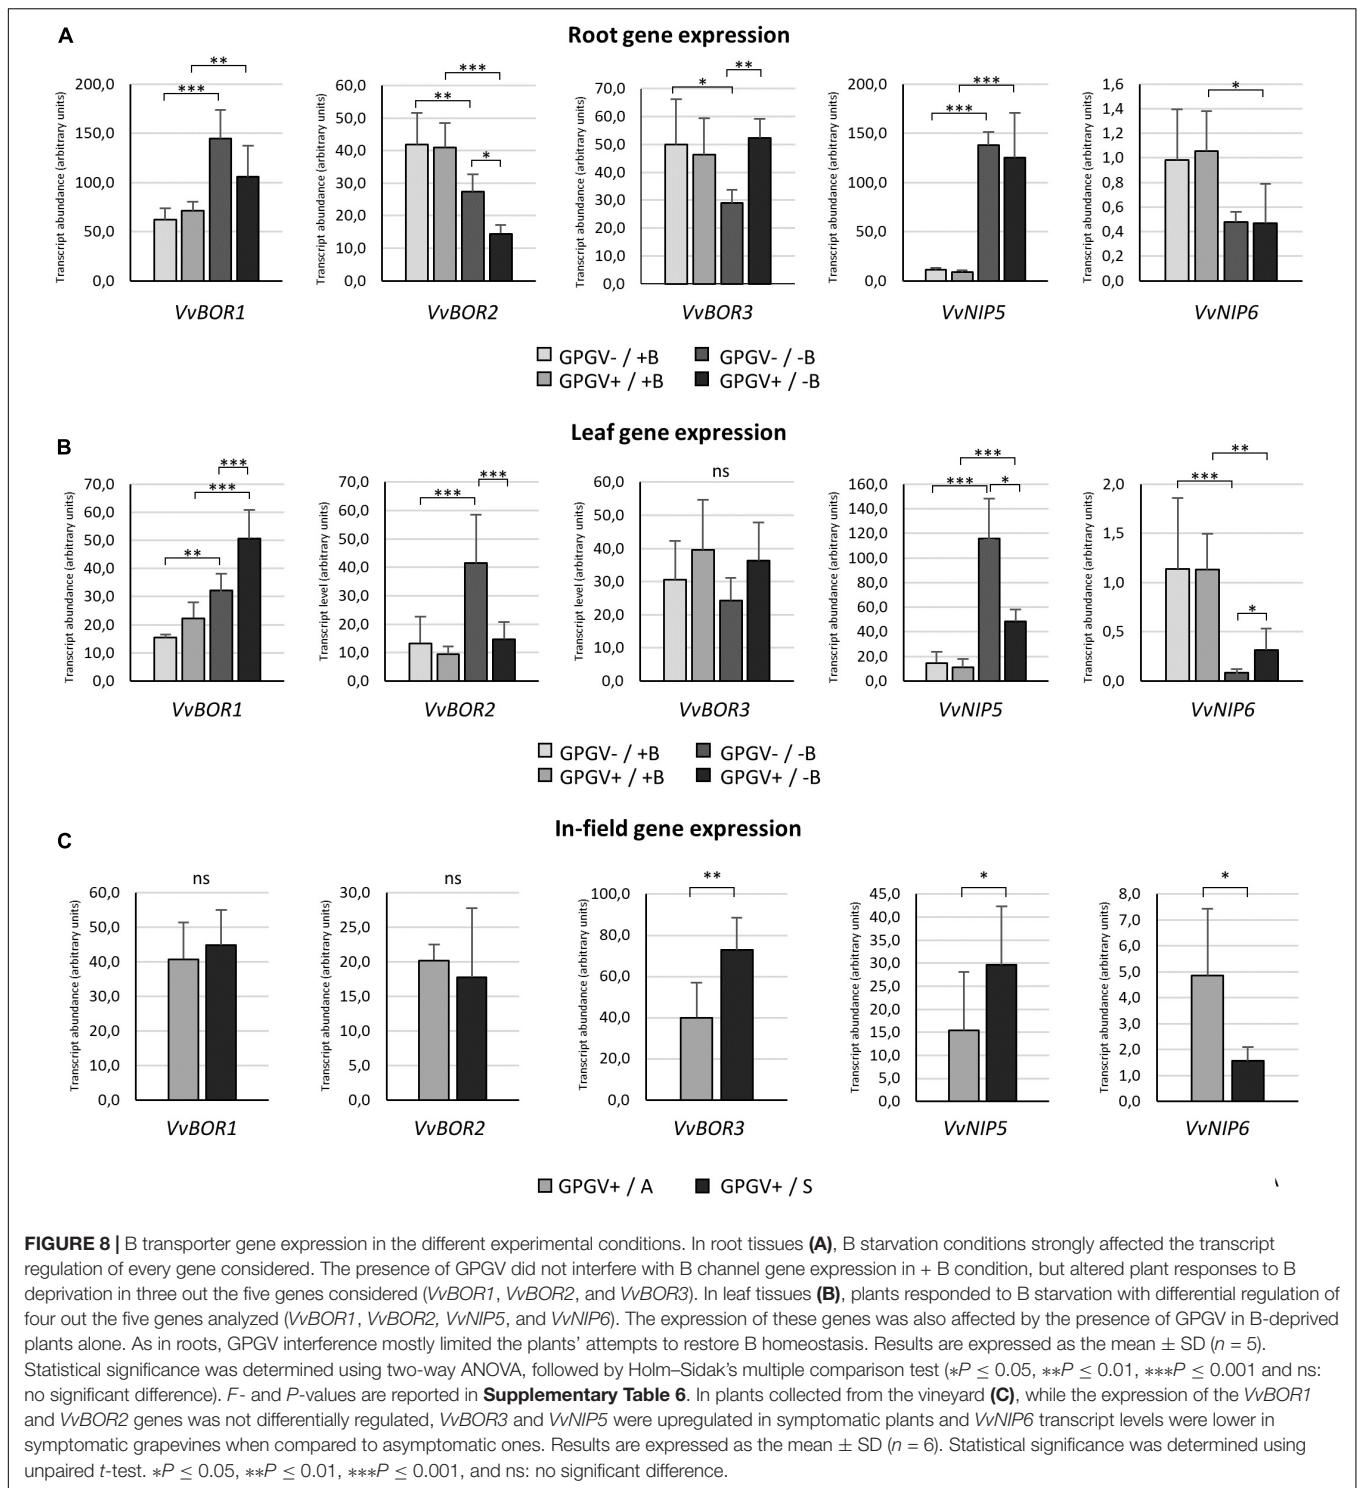 A
Root gene expression
Transcript abundance (arbitrary units)
200,0
150,0
100,0
50,0
0,0
***
**
VvBOR1
Transcript abundance (arbitrary units)
60,0
50,0
40,0
30,0
20,0
10,0
0,0
**
***
*
VvBOR2
Transcript abundance (arbitrary units)
70,0
60,0
50,0
40,0
30,0
20,0
10,0
0,0
*
**
VvBOR3
Transcript abundance (arbitrary units)
200,0
150,0
100,0
50,0
0,0
***
***
VvNIP5
Transcript abundance (arbitrary units)
1,6
1,4
1,2
1,0
0,8
0,6
0,4
0,2
0,0
*
VvNIP6
GPGV- / +B
GPGV- / -B
GPGV+ / +B
GPGV+ / -B
B
Leaf gene expression
Transcript abundance (arbitrary units)
70,0
60,0
50,0
40,0
30,0
20,0
10,0
0,0
**
***
***
VvBOR1
Transcript level (arbitrary units)
70,0
60,0
50,0
40,0
30,0
20,0
10,0
0,0
***
***
VvBOR2
Transcript level (arbitrary units)
60,0
50,0
40,0
30,0
20,0
10,0
0,0
ns
VvBOR3
Transcript abundance (arbitrary units)
160,0
140,0
120,0
100,0
80,0
60,0
40,0
20,0
0,0
***
***
*
VvNIP5
Transcript abundance (arbitrary units)
2,0
1,5
1,0
0,5
0,0
***
**
*
VvNIP6
GPGV- / +B
GPGV- / -B
GPGV+ / +B
GPGV+ / -B
C
In-field gene expression
Transcript abundance (arbitrary units)
60,0
50,0
40,0
30,0
20,0
10,0
0,0
ns
VvBOR1
Transcript abundance (arbitrary units)
30,0
25,0
20,0
15,0
10,0
5,0
0,0
ns
VvBOR2
Transcript abundance (arbitrary units)
100,0
80,0
60,0
40,0
20,0
0,0
**
VvBOR3
Transcript abundance (arbitrary units)
45,0
40,0
35,0
30,0
25,0
20,0
15,0
10,0
5,0
0,0
*
VvNIP5
Transcript abundance (arbitrary units)
8,0
7,0
6,0
5,0
4,0
3,0
2,0
1,0
0,0
*
VvNIP6
GPGV+ / A
GPGV+ / S
FIGURE 8 | B transporter gene expression in the different experimental conditions. In root tissues (A), B starvation conditions strongly affected the transcript
regulation of every gene considered. The presence of GPGV did not interfere with B channel gene expression in + B condition, but altered plant responses to B
deprivation in three out the five genes considered (VvBOR1, VvBOR2, and VvBOR3). In leaf tissues (B), plants responded to B starvation with differential regulation of
four out the five genes analyzed (VvBOR1, VvBOR2, VvNIP5, and VvNIP6). The expression of these genes was also affected by the presence of GPGV in B-deprived
plants alone. As in roots, GPGV interference mostly limited the plants' attempts to restore B homeostasis. Results are expressed as the mean ± SD (n = 5).
Statistical significance was determined using two-way ANOVA, followed by Holm–Sidak's multiple comparison test (∗P ≤ 0.05, ∗∗P ≤ 0.01, ∗∗∗P ≤ 0.001 and ns:
no significant difference). F- and P-values are reported in Supplementary Table 6. In plants collected from the vineyard (C), while the expression of the VvBOR1
and VvBOR2 genes was not differentially regulated, VvBOR3 and VvNIP5 were upregulated in symptomatic plants and VvNIP6 transcript levels were lower in
symptomatic grapevines when compared to asymptomatic ones. Results are expressed as the mean ± SD (n = 6). Statistical significance was determined using
unpaired t-test. ∗P ≤ 0.05, ∗∗P ≤ 0.01, ∗∗∗P ≤ 0.001, and ns: no significant difference.